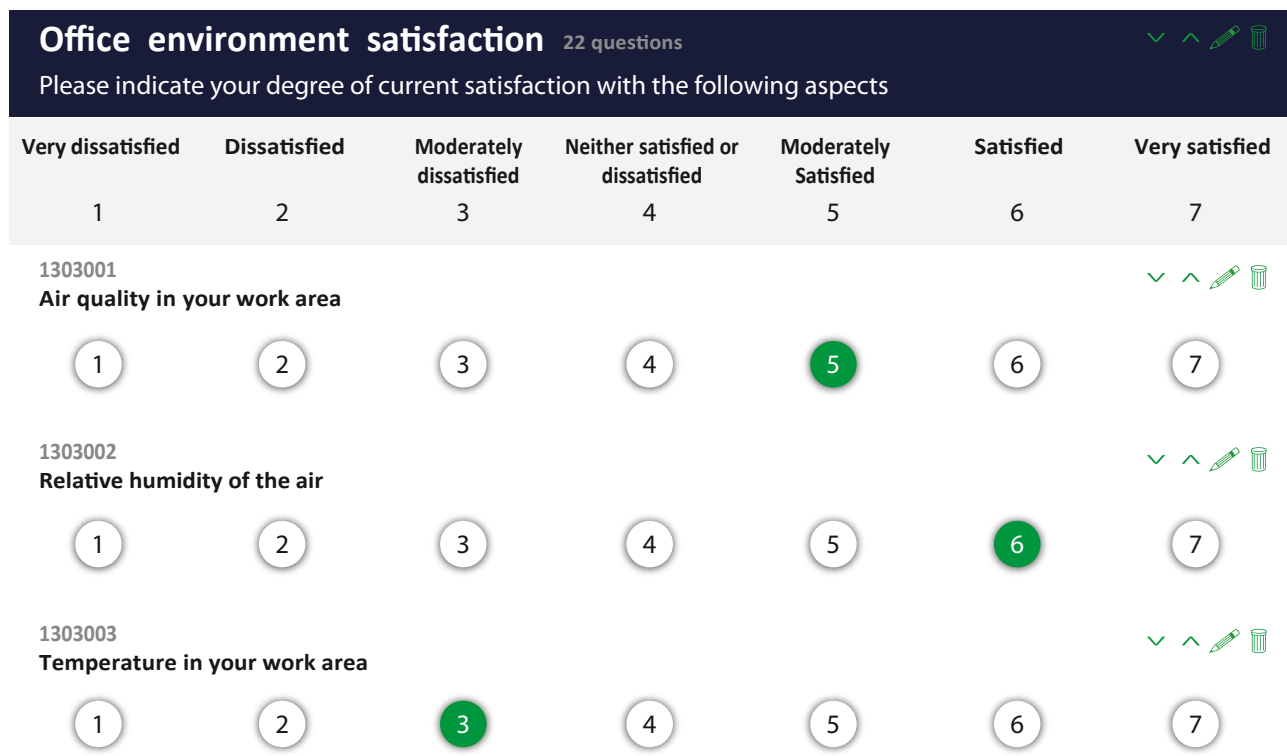 Office environment satisfaction 22 questions
Please indicate your degree of current satisfaction with the following aspects
Very dissatisfied Dissatisfied Moderately dissatisfied Neither satisfied or dissatisfied Moderately Satisfied Satisfied Very satisfied
1 2 3 4 5 6 7
1303001
Air quality in your work area
1 2 3 4 5 6 7
1303002
Relative humidity of the air
1 2 3 4 5 6 7
1303003
Temperature in your work area
1 2 3 4 5 6 7